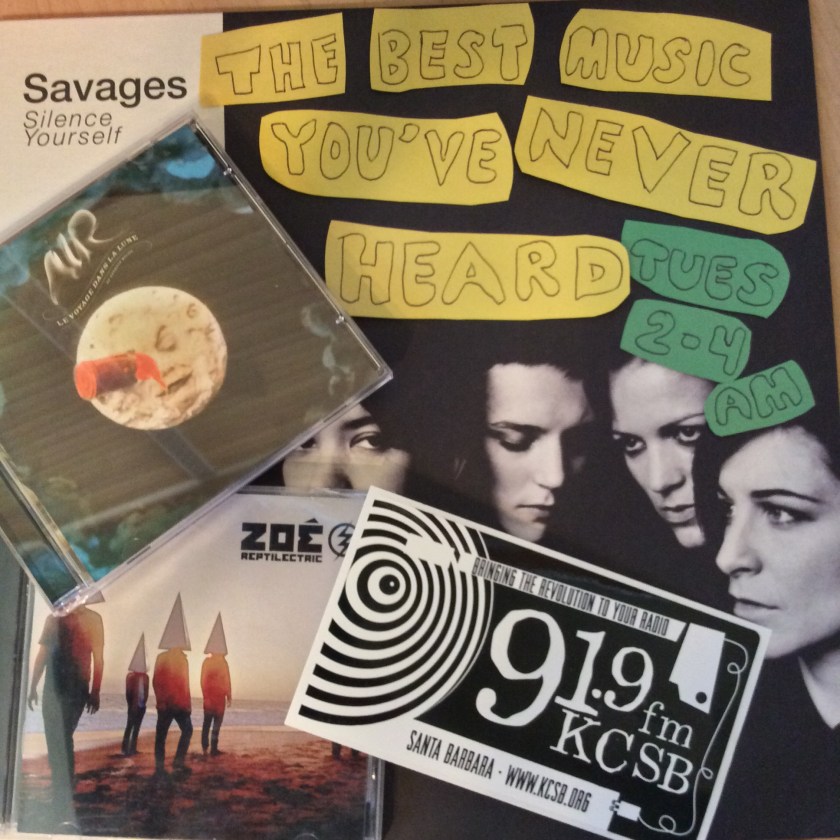 Savages
Silence
Yourself
THE BEST MUSIC
YOU'VE NEVER
HEARD
TUES
2-4
AM
AIR
LE VOYAGE DANS LA LUNE
ZOÉ
REPTILECTRIC
BRINGING THE REVOLUTION TO YOUR RADIO
91.9 fm
KCSB
SANTA BARBARA · WWW.KCSB.ORG